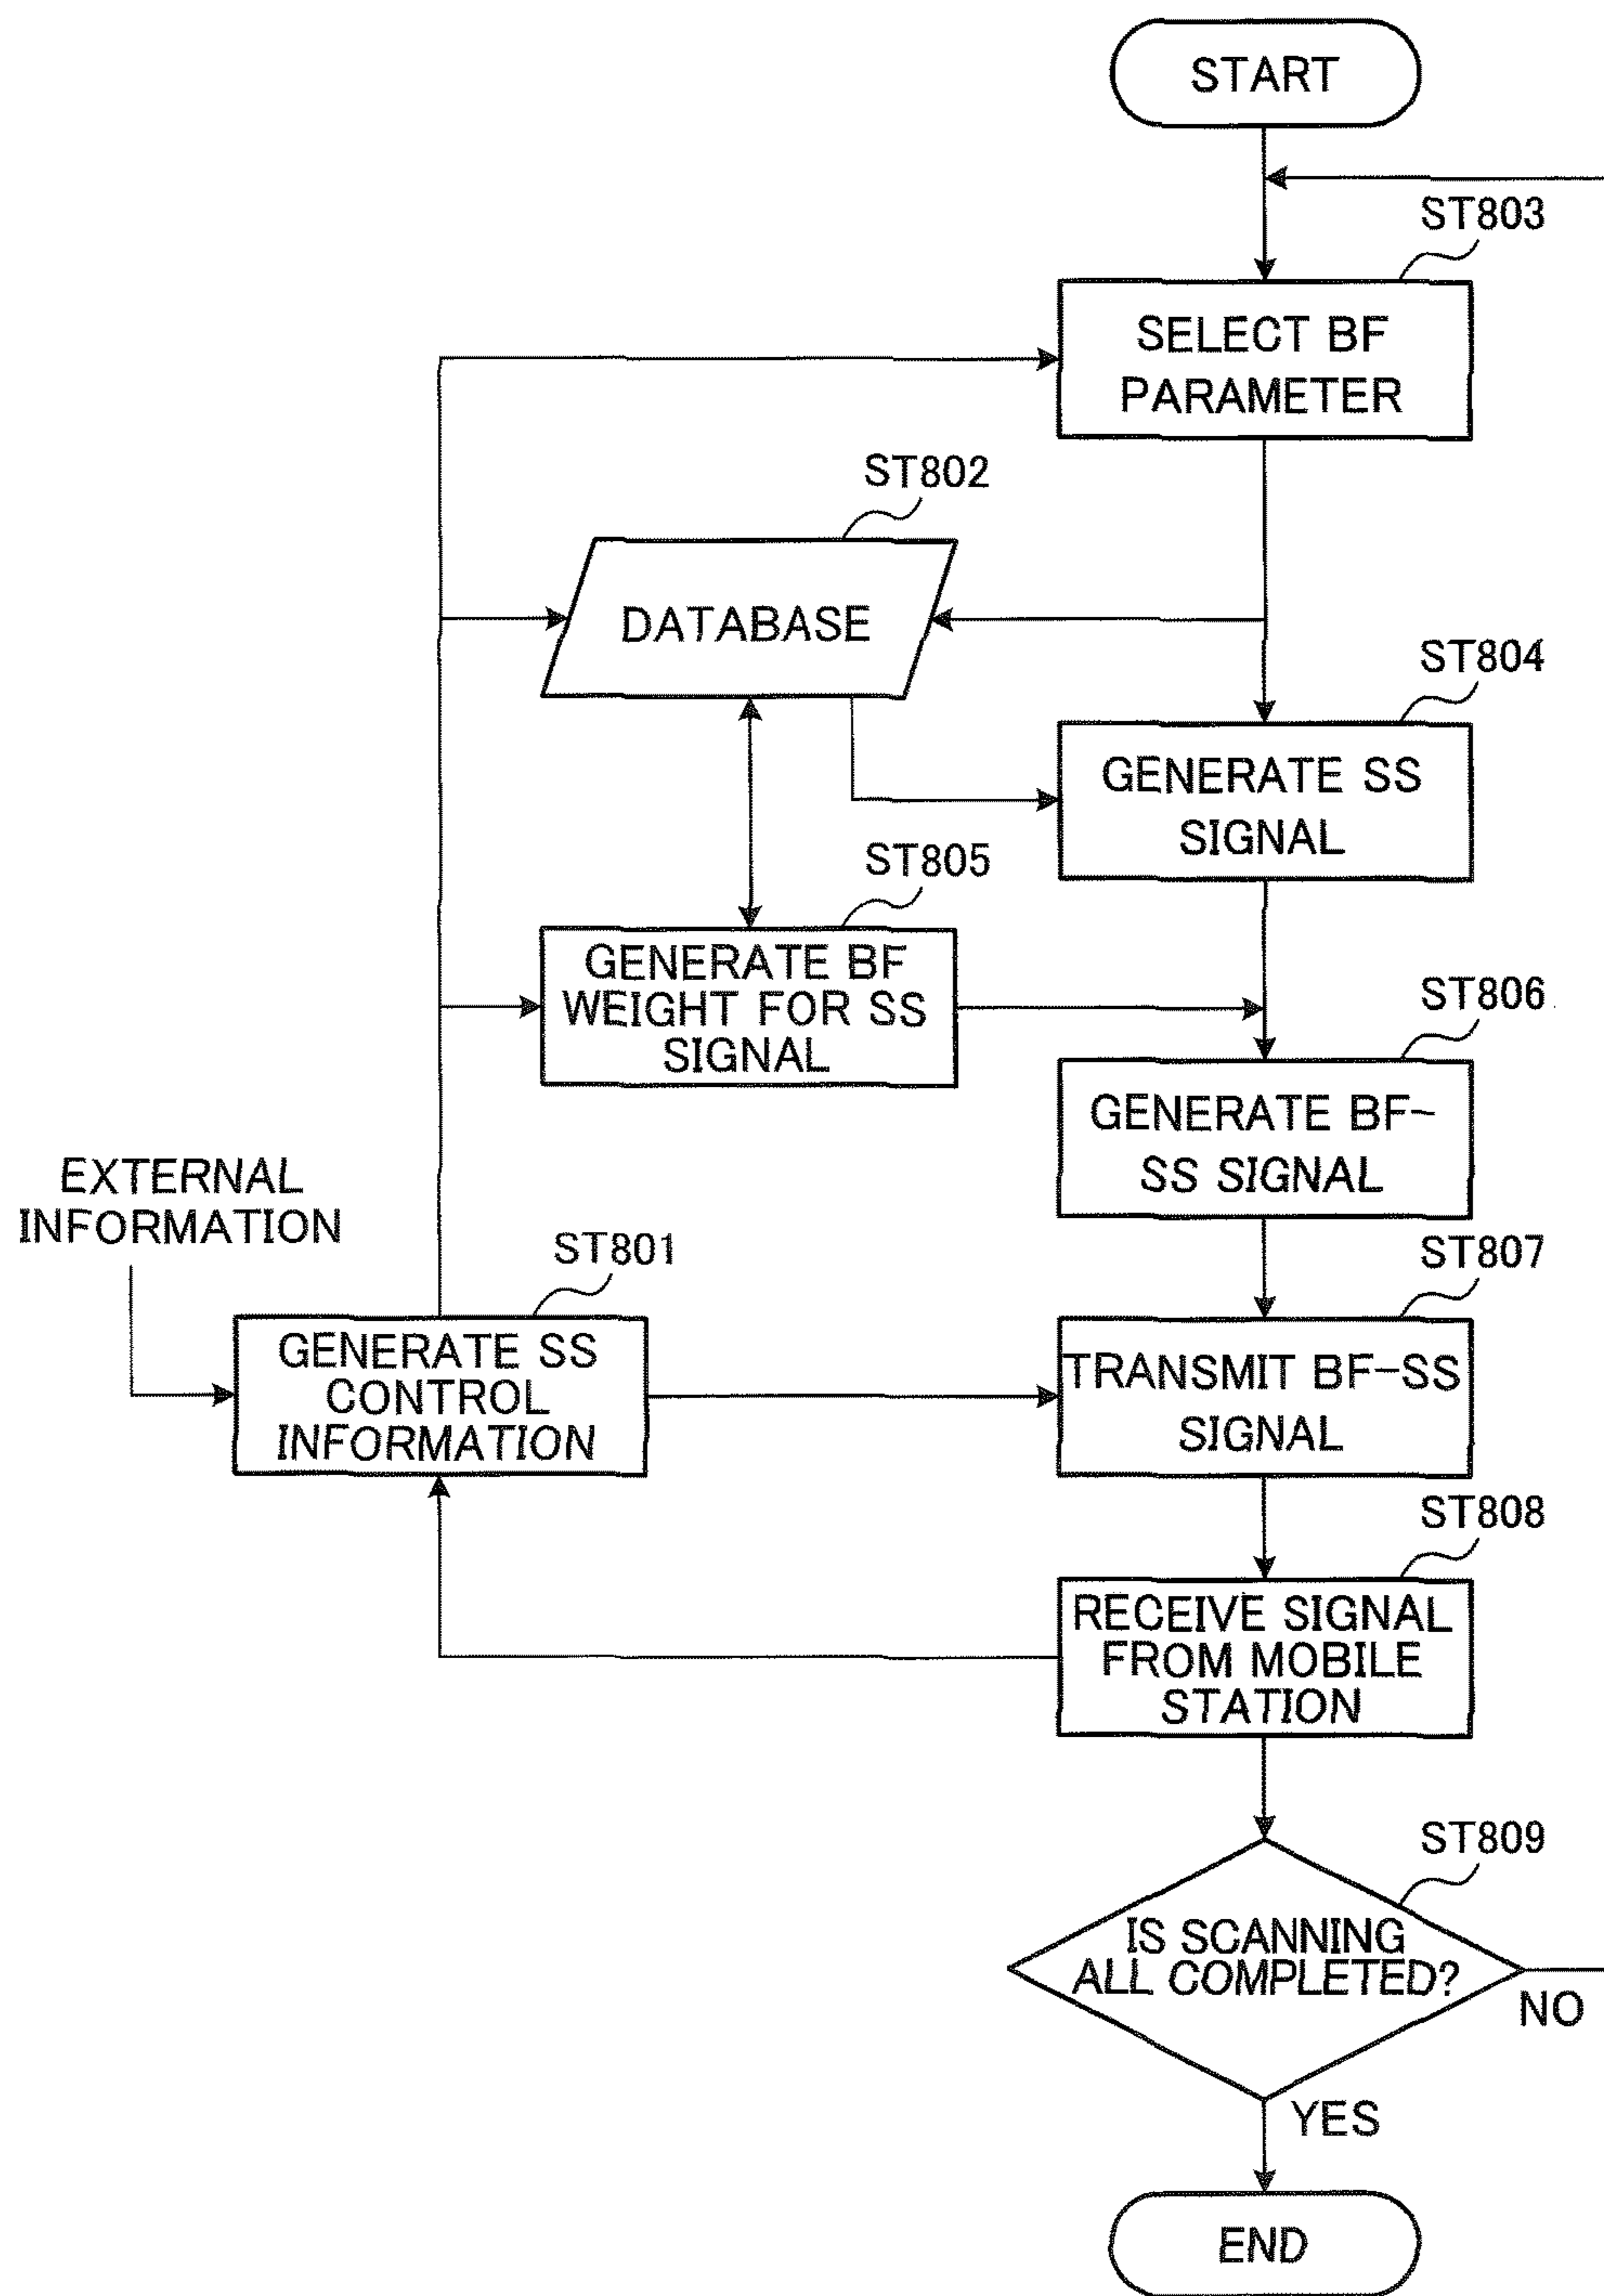 START
ST803
SELECT BF
PARAMETER
ST802
DATABASE
ST804
GENERATE SS
SIGNAL
ST805
GENERATE BF
WEIGHT FOR SS
SIGNAL
ST806
GENERATE BF-
SS SIGNAL
EXTERNAL
INFORMATION
ST801
GENERATE SS
CONTROL
INFORMATION
ST807
TRANSMIT BF-SS
SIGNAL
ST808
RECEIVE SIGNAL
FROM MOBILE
STATION
ST809
IS SCANNING
ALL COMPLETED?
NO
YES
END